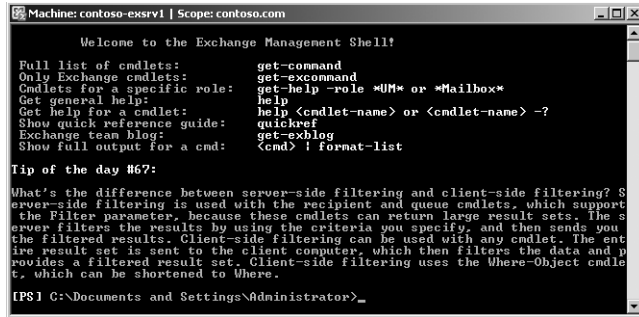 Machine: contoso-exsrv1 | Scope: contoso.com
Welcome to the Exchange Management Shell!
Full list of cmdlets: get-command
Only Exchange cmdlets: get-excommand
Cmdlets for a specific role: get-help -role *UM* or *Mailbox*
Get general help: help
Get help for a cmdlet: help <cmdlet-name> or <cmdlet-name> -?
Show quick reference guide: quickref
Exchange team blog: get-exblog
Show full output for a cmd: <cmd> | format-list
Tip of the day #67:
What's the difference between server-side filtering and client-side filtering? S
erver-side filtering is used with the recipient and queue cmdlets, which support
the Filter parameter, because these cmdlets can return large result sets. The s
erver filters the results by using the criteria you specify, and then sends you
the filtered results. Client-side filtering can be used with any cmdlet. The ent
ire result set is sent to the client computer, which then filters the data and p
rovides a filtered result set. Client-side filtering uses the Where-Object cmdle
t, which can be shortened to Where.
[PS] C:\Documents and Settings\Administrator>_